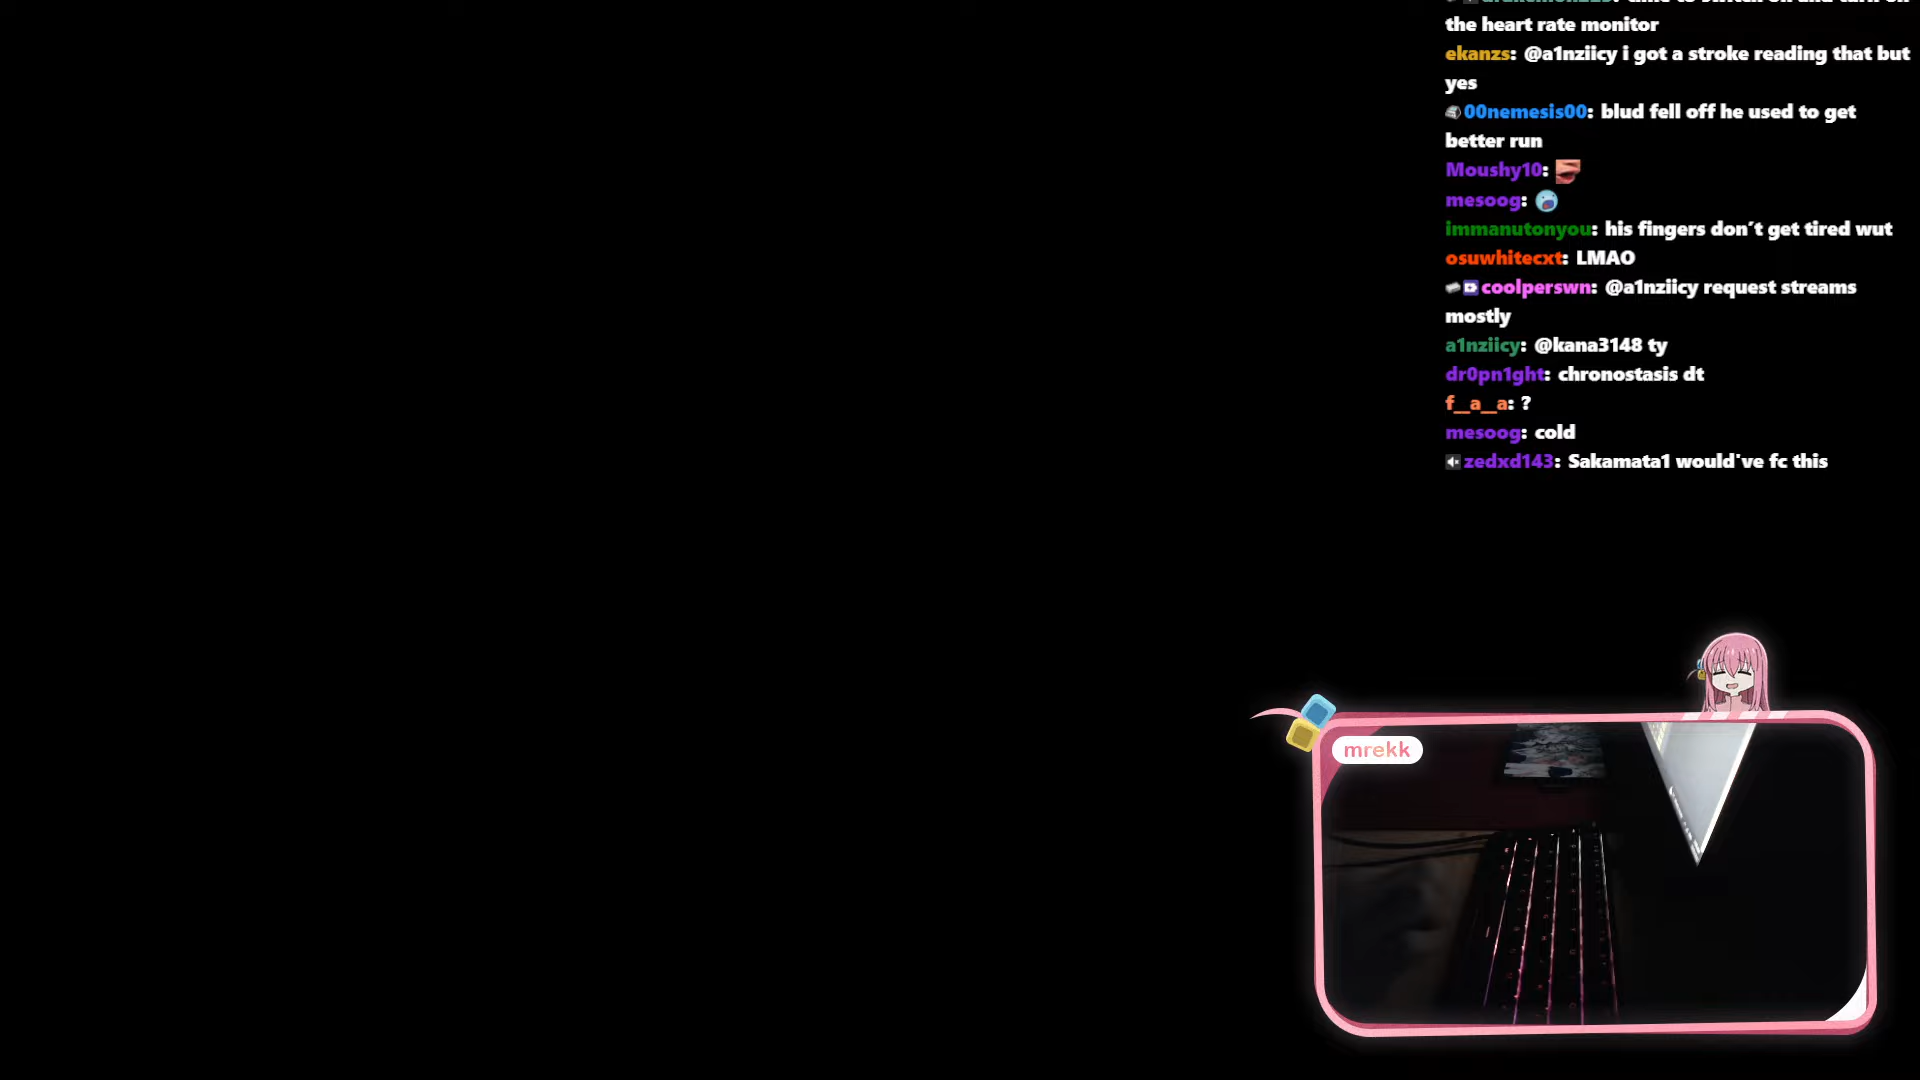 the heart rate monitor
ekanzs: @a1nziicy i got a stroke reading that but
yes
00nemesis00: blud fell off he used to get
better run
Moushy10:
mesoog:
immanutonyou: his fingers don't get tired wut
osuwhitecxt: LMAO
coolperswn: @a1nziicy request streams
mostly
a1nziicy: @kana3148 ty
dr0pn1ght: chronostasis dt
f__a__a: ?
mesoog: cold
zedxd143: Sakamata1 would've fc this
mrekk